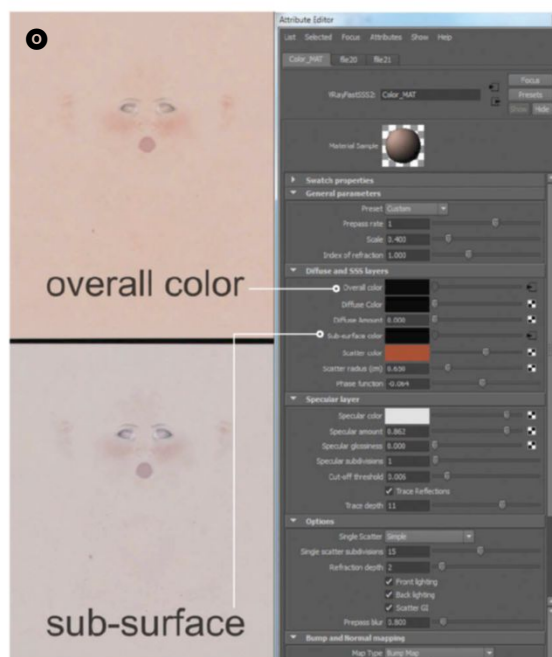 O
overall color
sub-surface
Attribute Editor
List Selected Focus Attributes Show Help
Color_MAT file20 file21
VRayFastSSS2: Color_MAT
Focus
Presets
Show Hide
Material Sample
Swatch properties
General parameters
Preset Custom
Prepass rate 1
Scale 0.403
Index of refraction 1.003
Diffuse and SSS layers
Overall color
Diffuse Color
Diffuse Amount 0.000
Sub-surface color
Scatter color
Scatter radius (cm)
Phase function -0.064
Specular layer
Specular color
Specular amount 0.862
Specular glossiness 0.000
Specular subdivisions 1
Cut-off threshold
Trace Reflections
Trace depth 11
Options
Single Scatter Simple
Single scatter subdivisions 15
Refraction depth 2
Front lighting
Back lighting
Scatter GI
Prepass blur 0.800
Bump and Normal mapping
Map Type Bump Map